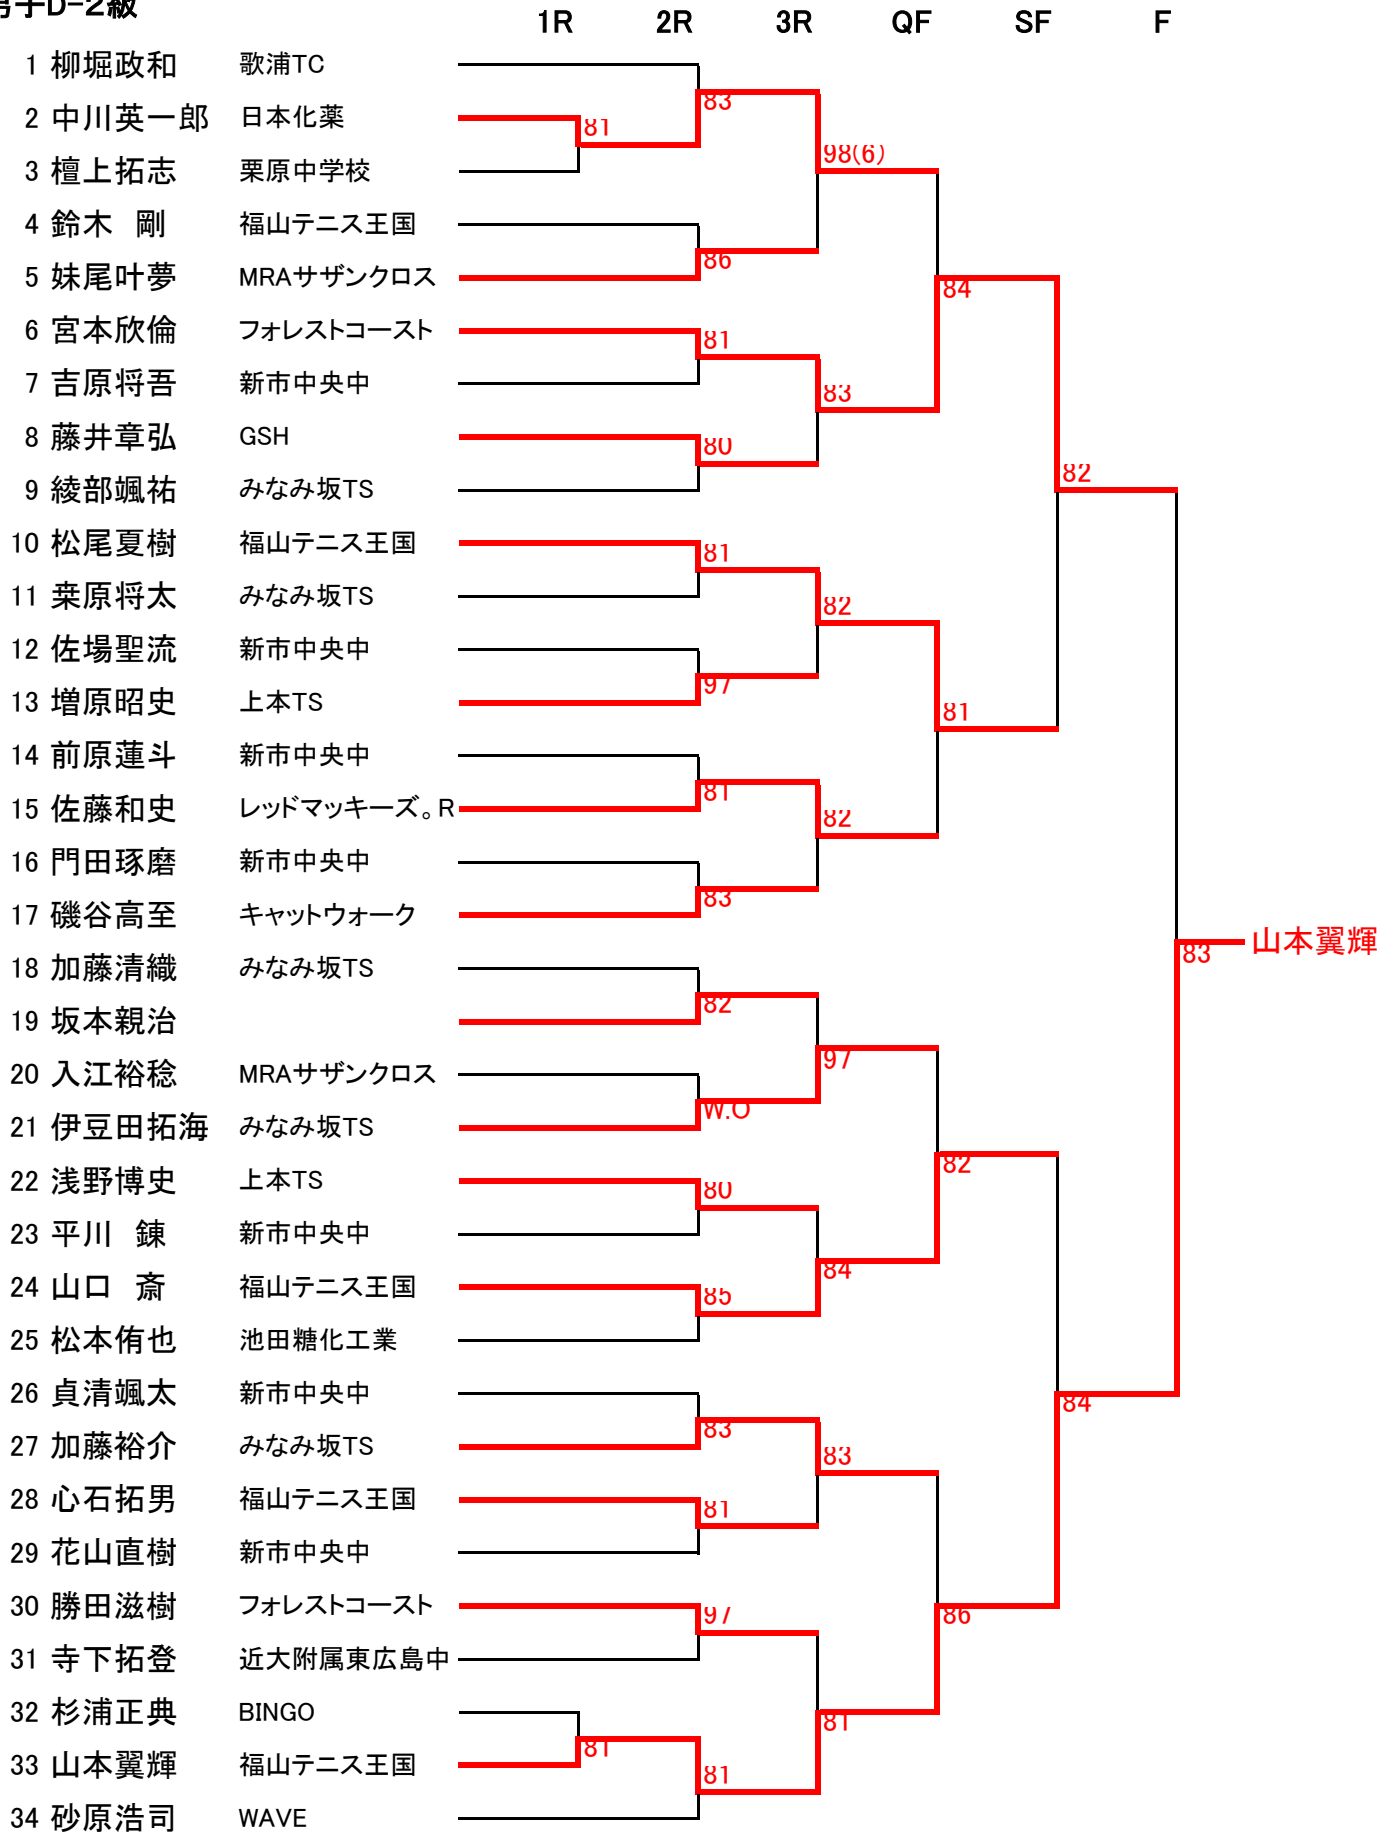 男子D-2級
1R 2R 3R QF SF F
1 柳堀政和 歌浦TC
83
2 中川英一郎 日本化薬
81
98(6)
3 檀上拓志 栗原中学校
4 鈴木 剛 福山テニス王国
86
5 妹尾叶夢 MRAサザンクロス
84
6 宮本欣倫 フォレストコースト
81
7 吉原将吾 新市中央中
83
8 藤井章弘 GSH
80
82
9 綾部颯祐 みなみ坂TS
10 松尾夏樹 福山テニス王国
81
11 桒原将太 みなみ坂TS
82
12 佐場聖流 新市中央中
97
13 増原昭史 上本TS
81
14 前原蓮斗 新市中央中
81
15 佐藤和史 レッドマッキーズ。R
82
16 門田琢磨 新市中央中
83
17 磯谷高至 キャットウォーク
山本翼輝
83
18 加藤清織 みなみ坂TS
82
19 坂本親治
97
20 入江裕稔 MRAサザンクロス
W.O
21 伊豆田拓海 みなみ坂TS
82
22 浅野博史 上本TS
80
23 平川 錬 新市中央中
84
24 山口 斎 福山テニス王国
85
25 松本侑也 池田糖化工業
26 貞清颯太 新市中央中
84
83
27 加藤裕介 みなみ坂TS
83
28 心石拓男 福山テニス王国
81
29 花山直樹 新市中央中
30 勝田滋樹 フォレストコースト
97
86
31 寺下拓登 近大附属東広島中
32 杉浦正典 BINGO
81
81
33 山本翼輝 福山テニス王国
81
34 砂原浩司 WAVE